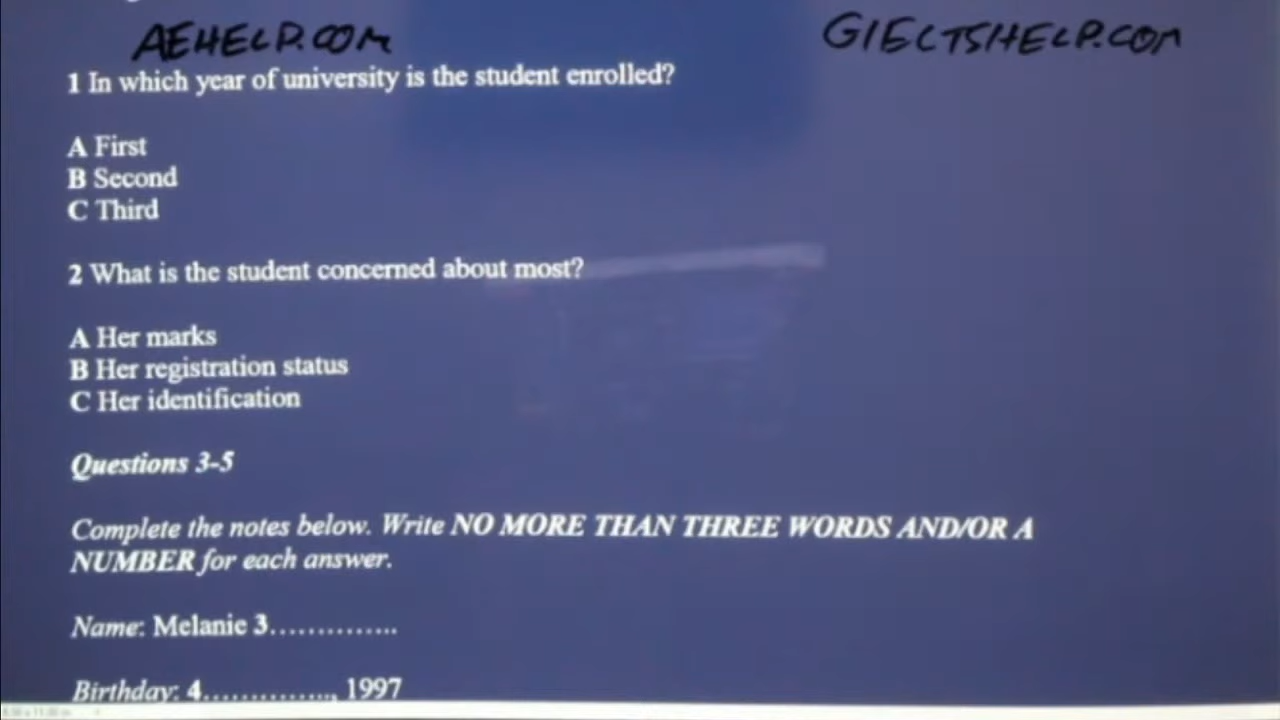 AEHELP.COM
GIELTSHELP.COM
1 In which year of university is the student enrolled?
A First
B Second
C Third
2 What is the student concerned about most?
A Her marks
B Her registration status
C Her identification
Questions 3-5
Complete the notes below. Write NO MORE THAN THREE WORDS AND/OR A
NUMBER for each answer.
Name: Melanie 3..............
Birthday: 4..............., 1997